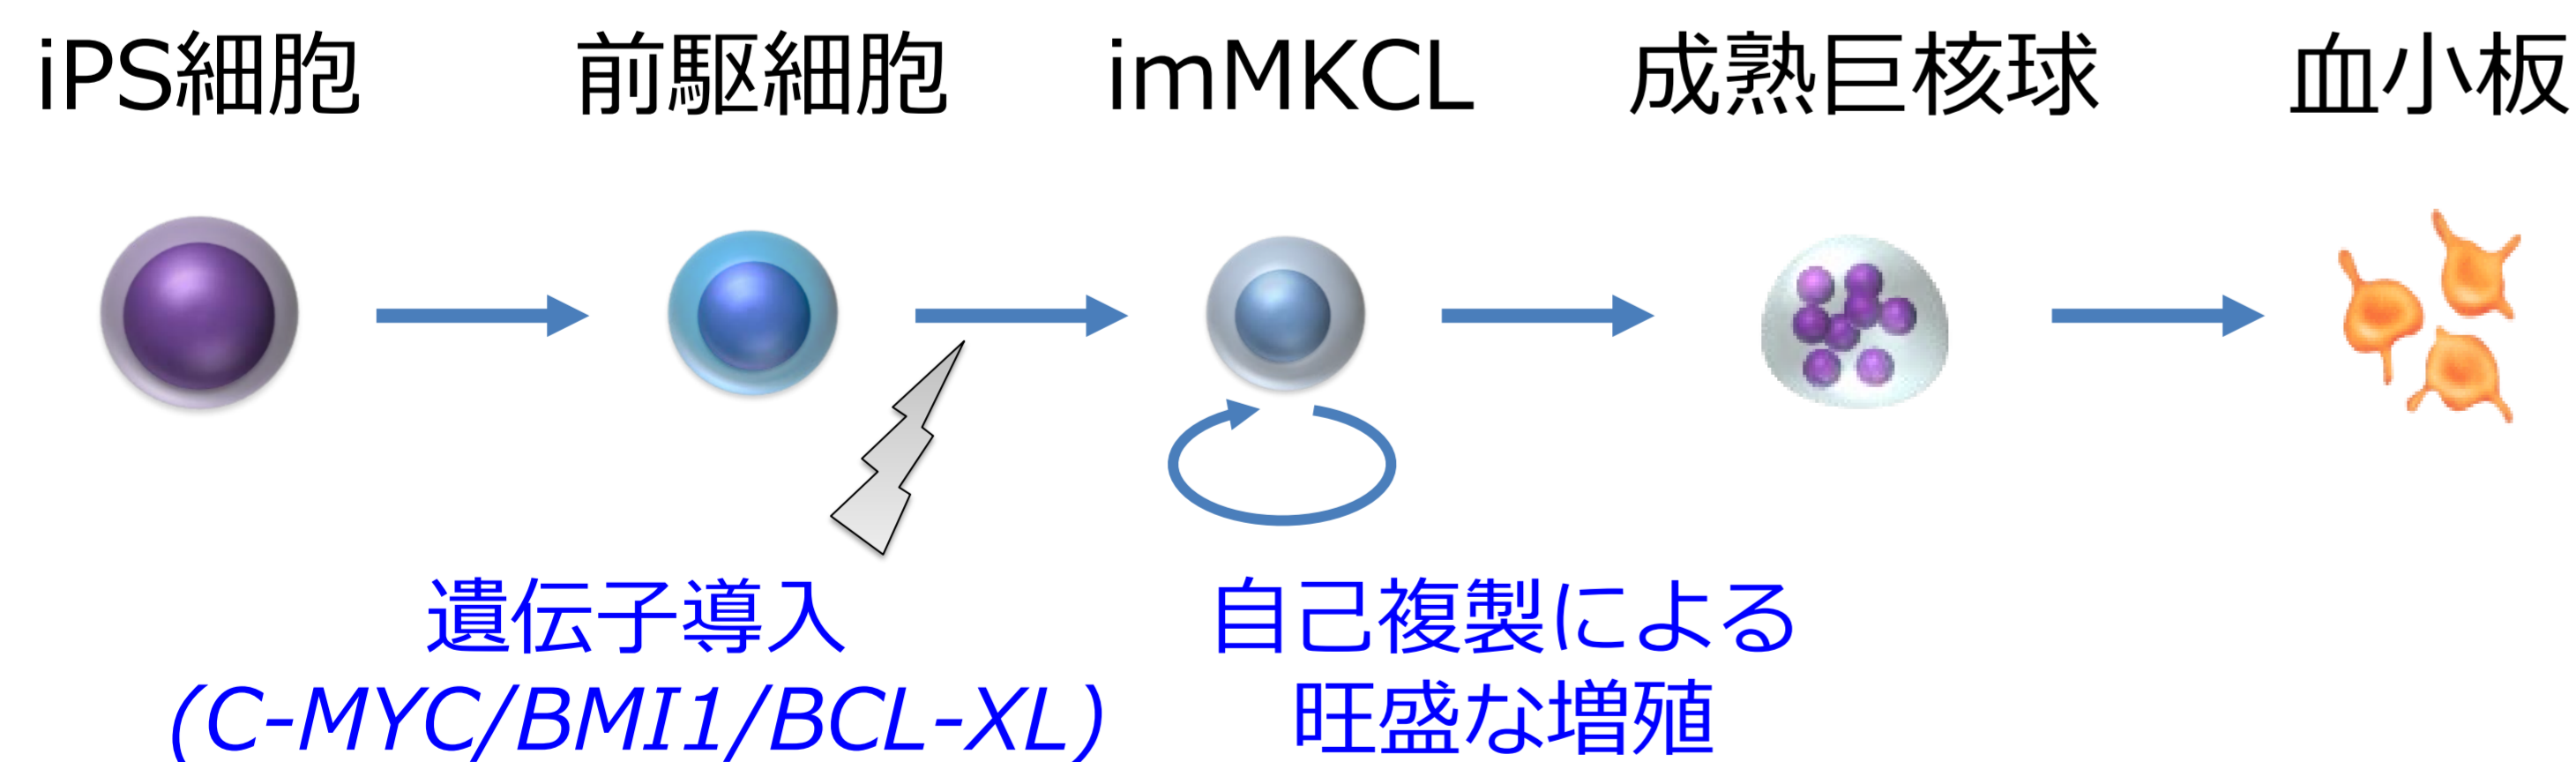 iPS細胞
前駆細胞
imMKCL
成熟巨核球
血小板
遺伝子導入
(C-MYC/BMI1/BCL-XL)
自己複製による
旺盛な増殖